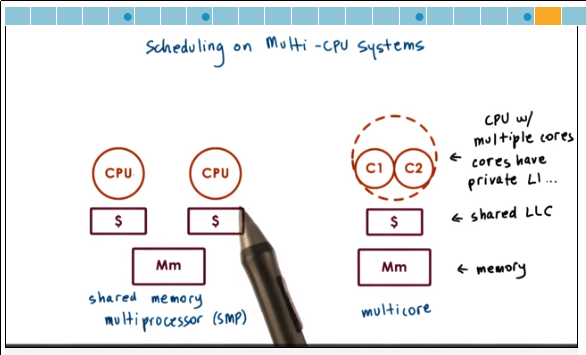 Scheduling on Multi-CPU Systems
CPU
CPU
$
$
Mm
shared memory
multiprocessor (SMP)
C1
C2
$
Mm
multicore
CPU w/
multiple cores
← cores have
private L1...
← shared LLC
← memory